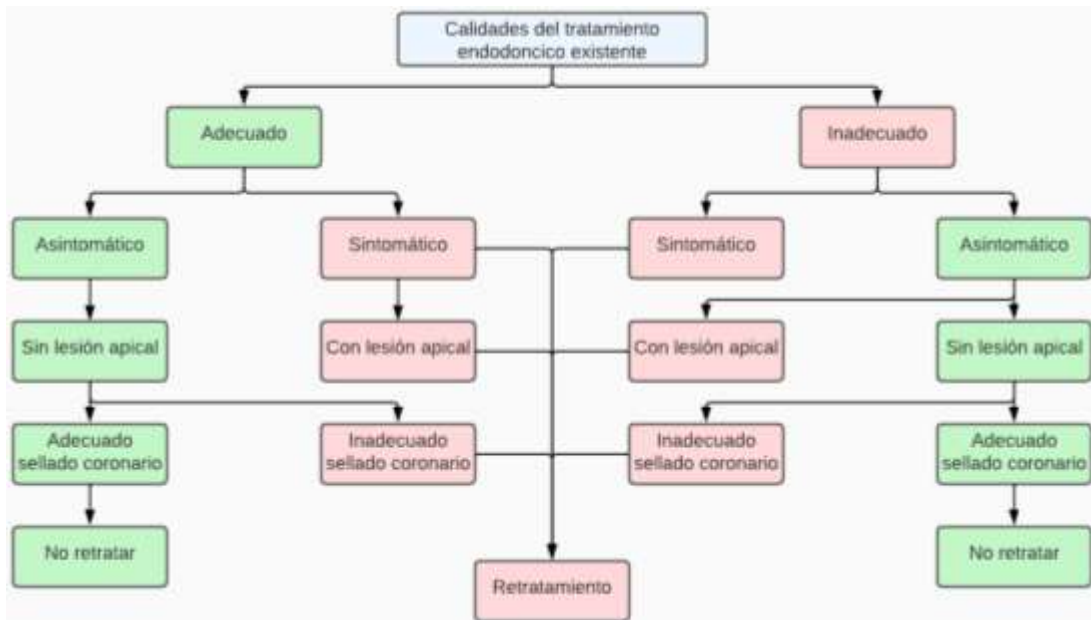 Calidades del tratamiento
endodoncico existente
Adecuado
Inadecuado
Asintomático
Sintomático
Sintomático
Asintomático
Sin lesión apical
Con lesión apical
Con lesión apical
Sin lesión apical
Adecuado
sellado coronario
Inadecuado
sellado coronario
Inadecuado
sellado coronario
Adecuado
sellado coronario
No retratar
Retratamiento
No retratar